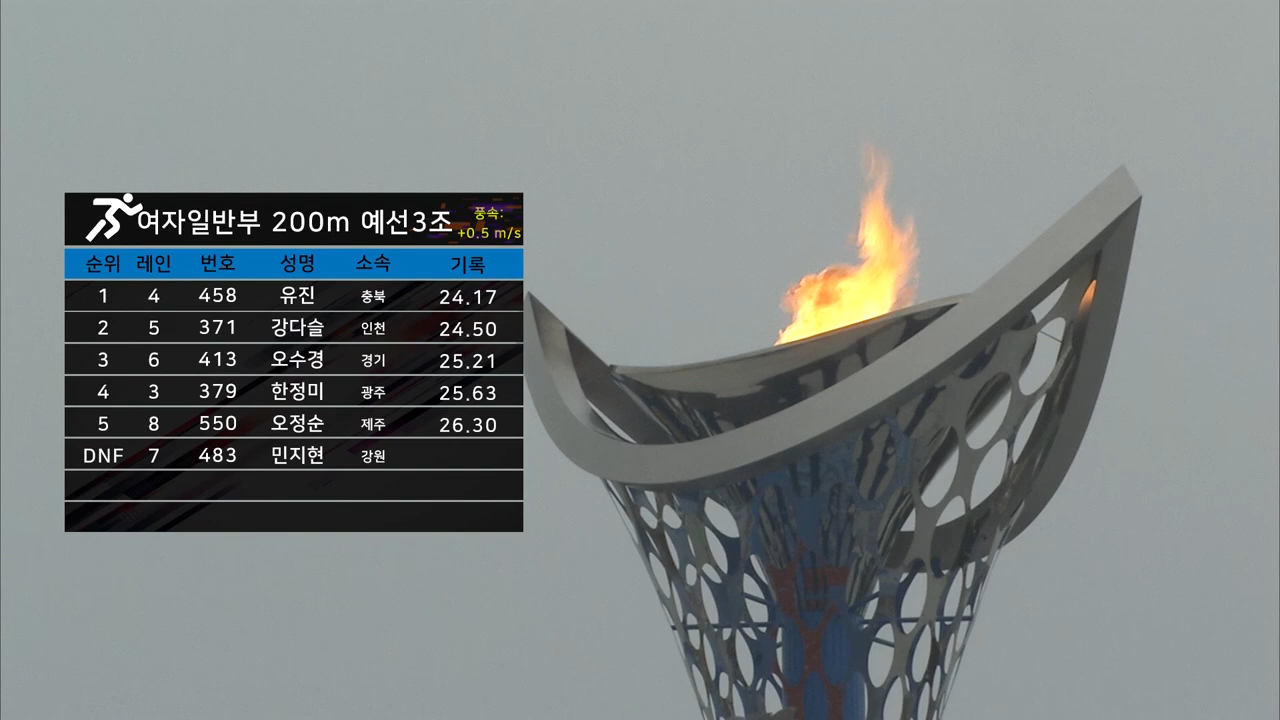 여자일반부 200m 예선3조 풍속: +0.5 m/s
순위 레인 번호 성명 소속 기록
1 4 458 유진 충북 24.17
2 5 371 강다슬 인천 24.50
3 6 413 오수경 경기 25.21
4 3 379 한정미 광주 25.63
5 8 550 오정순 제주 26.30
DNF 7 483 민지현 강원